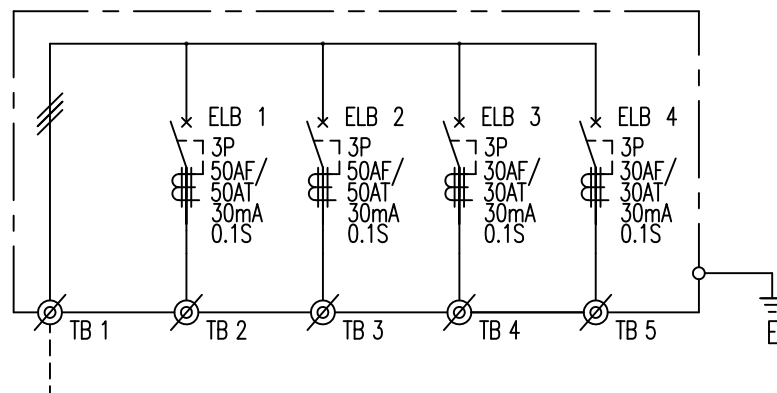 ELB 1
3P
50AF/
50AT
30mA
0.1S
ELB 2
3P
50AF/
50AT
30mA
0.1S
ELB 3
3P
30AF/
30AT
30mA
0.1S
ELB 4
3P
30AF/
30AT
30mA
0.1S
TB 1
TB 2
TB 3
TB 4
TB 5
E